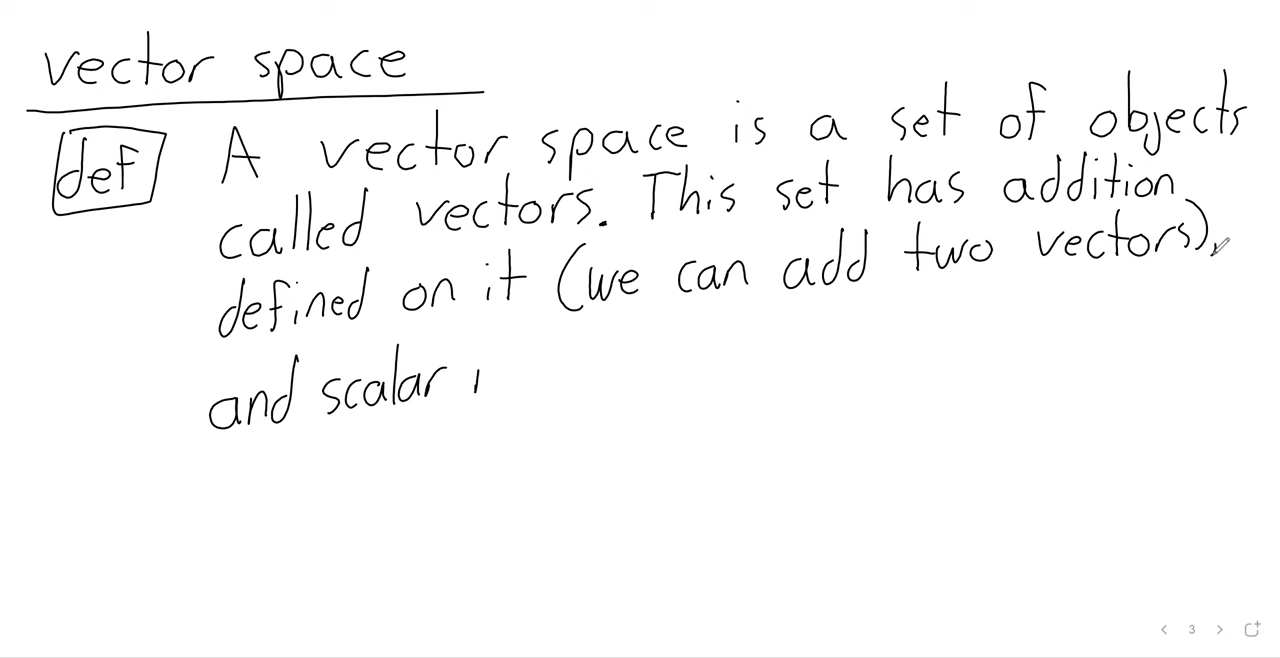 vector space
def A vector space is a set of objects
called vectors. This set has addition
defined on it (we can add two vectors),
and scalar
3